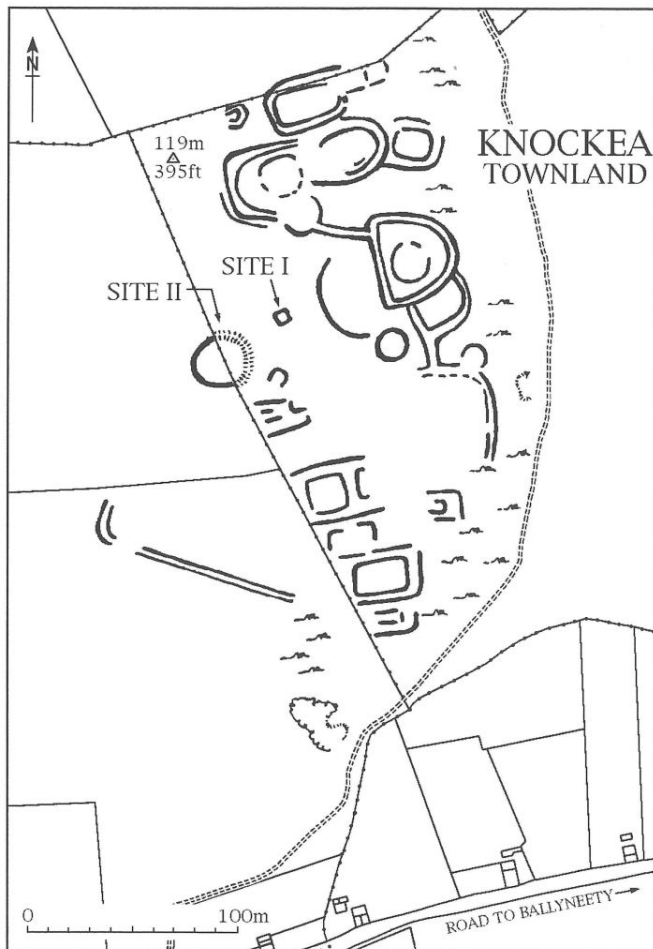 N
119m
395ft
KNOCKEA
TOWNLAND
SITE I
SITE II
0
100m
ROAD TO BALLYNEETY